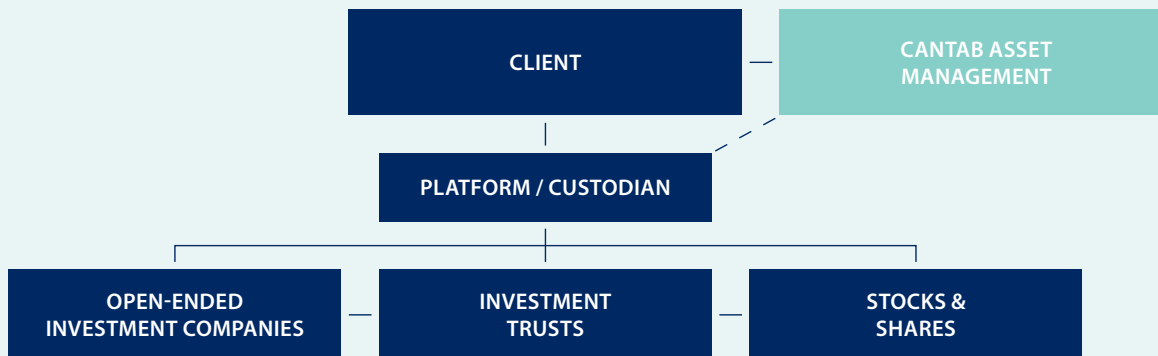 CLIENT
CANTAB ASSET
MANAGEMENT
PLATFORM / CUSTODIAN
OPEN-ENDED
INVESTMENT COMPANIES
INVESTMENT
TRUSTS
STOCKS &
SHARES